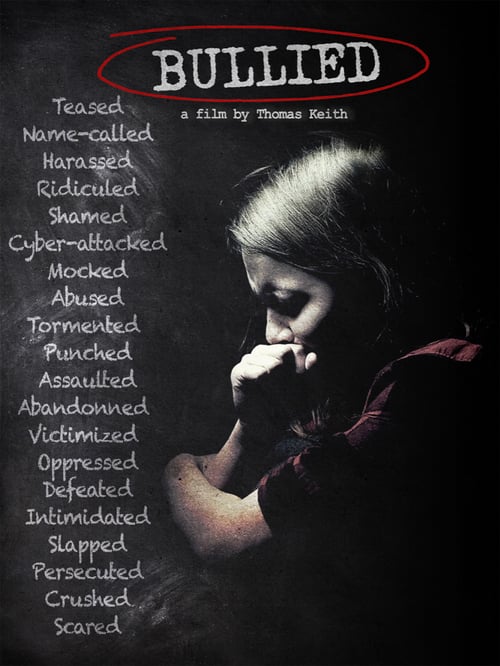 BULLIED
a film by Thomas Keith
Teased
Name-called
Harassed
Ridiculed
Shamed
Cyber-attacked
Mocked
Abused
Tormented
Punched
Assaulted
Abandonned
Victimized
Oppressed
Defeated
Intimidated
Slapped
Persecuted
Crushed
Scared